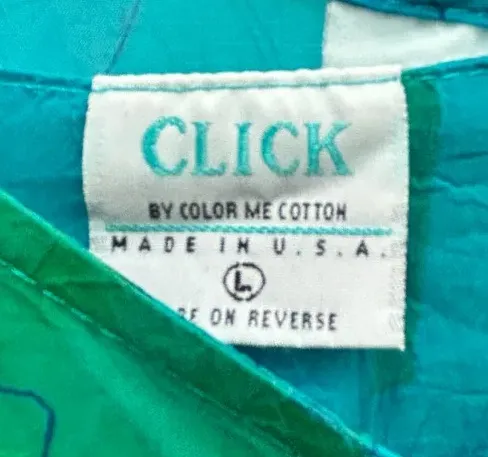 CLICK
BY COLOR ME COTTON
MADE IN U.S.A.
L
ON REVERSE